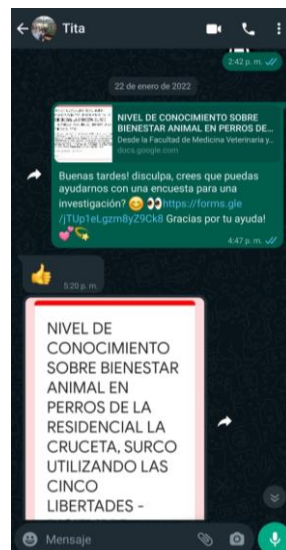 Tita
2:42 p. m.
22 de enero de 2022
NIVEL DE CONOCIMIENTO SOBRE
BIENESTAR ANIMAL EN PERROS DE...
Desde la Facultad de Medicina Veterinaria y...
docs.google.com
Buenas tardes! disculpa, crees que puedas
ayudarnos con una encuesta para una
investigación? 😊 👀https://forms.gle
/jTUp1eLgzm8yZ9Ck8 Gracias por tu ayuda!
💕💫
4:47 p. m.
👍
5:20 p. m.
NIVEL DE
CONOCIMIENTO
SOBRE BIENESTAR
ANIMAL EN
PERROS DE LA
RESIDENCIAL LA
CRUCETA, SURCO
UTILIZANDO LAS
CINCO
LIBERTADES -
Mensaje